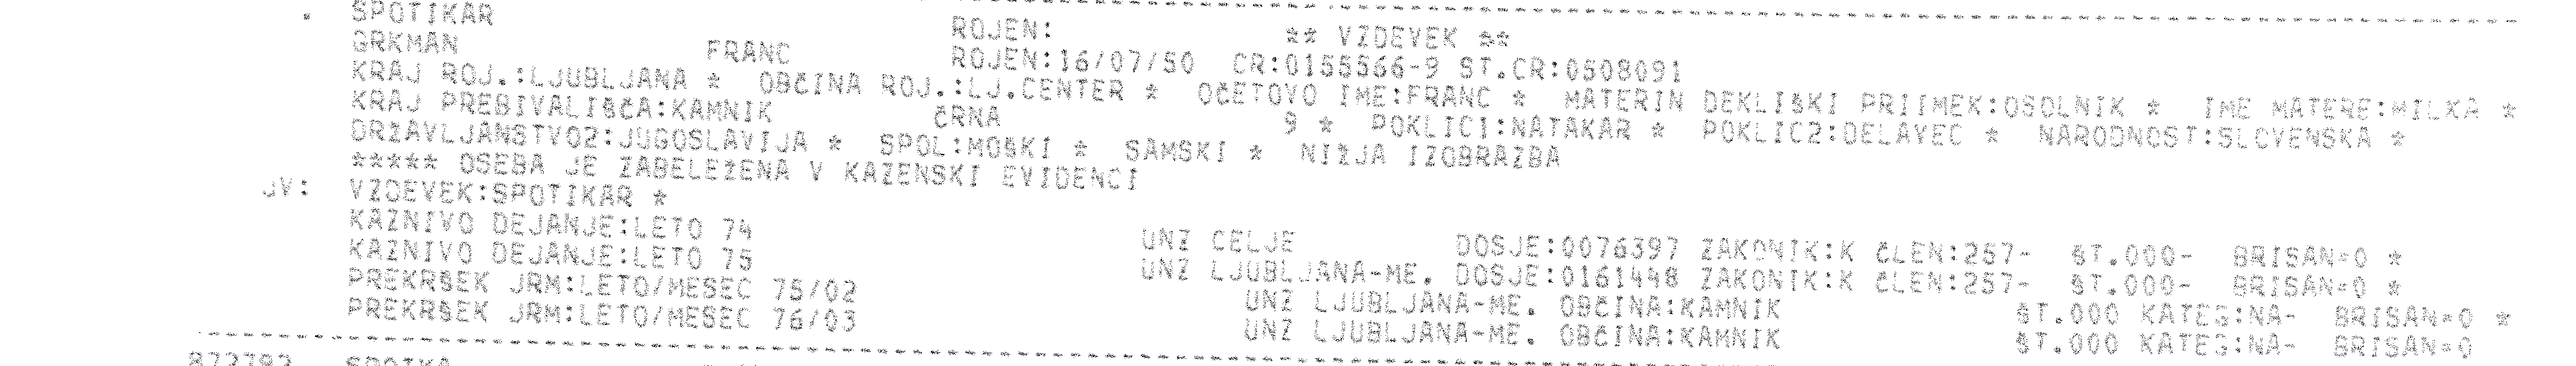 . SPOTIKAR ROJEN: ** VZDEVEK **
GRKMAN FRANC ROJEN:16/07/50 CR:0155566-9 ST.CR:0508091
KRAJ ROJ.:LJUBLJANA * OBČINA ROJ.:LJ.CENTER * OČETOVO IME:FRANC * MATERIN DEKLIŠKI PRIIMEK:OSOLNIK * IME MATERE:MILKA *
KRAJ PREBIVALIŠČA:KAMNIK ČRNA 9 * POKLIC1:NATAKAR * POKLIC2:DELAVEC * NARODNOST:SLOVENSKA *
DRŽAVLJANSTVO2:JUGOSLAVIJA * SPOL:MOŠKI * SAMSKI * NIŽJA IZOBRAZBA
***** OSEBA JE ZABELEŽENA V KAZENSKI EVIDENCI
JV: VZDEVEK:SPOTIKAR *
KAZNIVO DEJANJE:LETO 74 UNZ CELJE DOSJE:0076397 ZAKONIK:K ČLEN:257- ŠT.000- BRISAN=0 *
KAZNIVO DEJANJE:LETO 75 UNZ LJUBLJANA-ME. DOSJE:0161448 ZAKONIK:K ČLEN:257- ŠT.000- BRISAN=0 *
PREKRŠEK JRM:LETO/MESEC 75/02 UNZ LJUBLJANA-ME. OBČINA:KAMNIK ŠT.000 KATEG:NA- BRISAN=0 *
PREKRŠEK JRM:LETO/MESEC 76/03 UNZ LJUBLJANA-ME. OBČINA:KAMNIK ŠT.000 KATEG:NA- BRISAN=0
SPOTKA